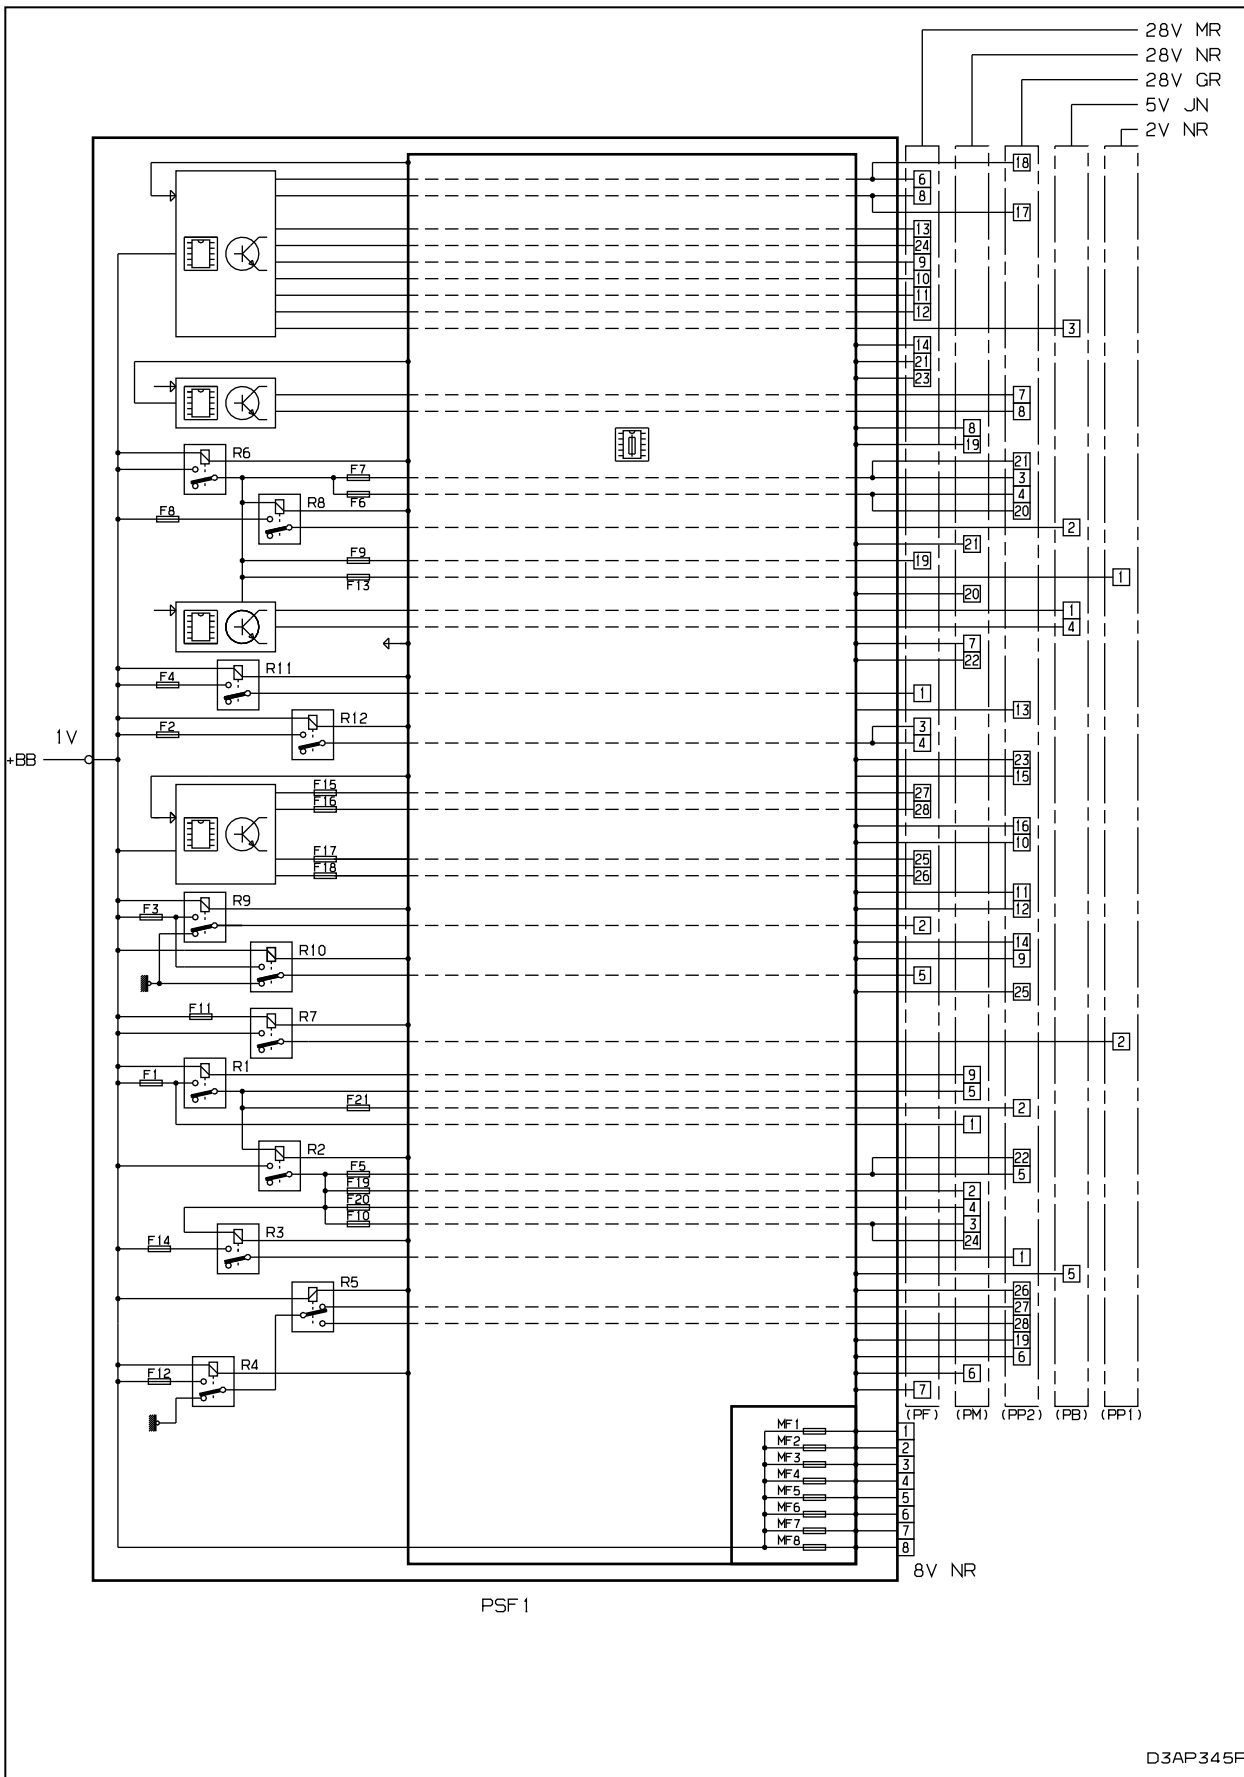 28V MR
28V NR
28V GR
5V JN
2V NR
18
6
8
17
13
24
9
10
11
12
3
14
21
23
7
8
8
R6
19
21
F7
3
4
R8
F6
20
F8
2
21
F9
19
F13
1
20
1
4
7
R11
22
F4
1
13
R12
3
F2
4
1V
+BB
23
15
F15
27
F16
28
16
10
F17
25
F18
26
11
R9
F3
12
2
14
R10
9
5
25
F11
R7
2
R1
F1
9
5
F21
2
1
R2
22
F5
5
F19
2
F20
4
F10
3
R3
24
F14
1
5
R5
26
27
28
19
R4
6
F12
6
7
(PF) (PM) (PP2) (PB) (PP1)
MF1 1
MF2 2
MF3 3
MF4 4
MF5 5
MF6 6
MF7 7
MF8 8
8V NR
PSF1
D3AP345P